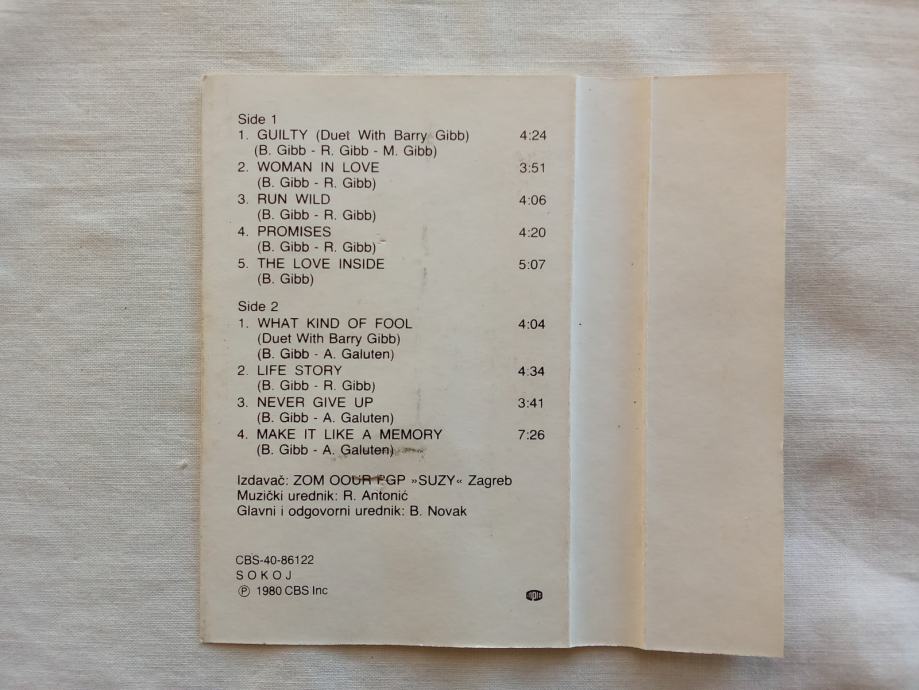 Side 1
1. GUILTY (Duet With Barry Gibb) 4:24
(B. Gibb - R. Gibb - M. Gibb)
2. WOMAN IN LOVE 3:51
(B. Gibb - R. Gibb)
3. RUN WILD 4:06
(B. Gibb - R. Gibb)
4. PROMISES 4:20
(B. Gibb - R. Gibb)
5. THE LOVE INSIDE 5:07
(B. Gibb)
Side 2
1. WHAT KIND OF FOOL 4:04
(Duet With Barry Gibb)
(B. Gibb - A. Galuten)
2. LIFE STORY 4:34
(B. Gibb - R. Gibb)
3. NEVER GIVE UP 3:41
(B. Gibb - A. Galuten)
4. MAKE IT LIKE A MEMORY 7:26
(B. Gibb - A. Galuten)
Izdavač: ZOM OOUR FGP »SUZY« Zagreb
Muzički urednik: R. Antonić
Glavni i odgovorni urednik: B. Novak
CBS-40-86122
SOKOJ
℗ 1980 CBS Inc